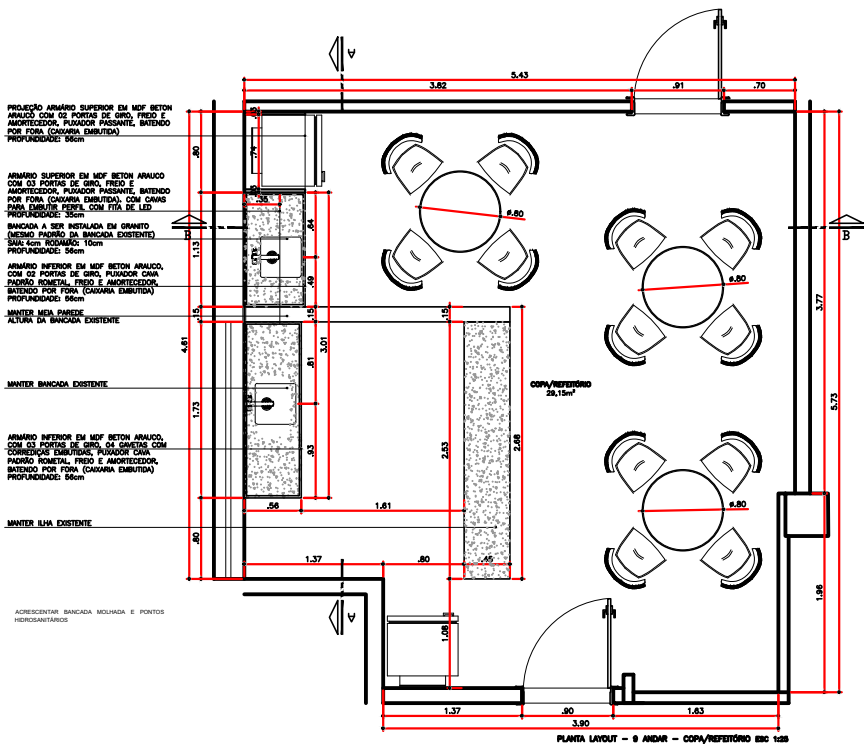 5.43
3.82
.91
.70
A
PROJEÇÃO ARMÁRIO SUPERIOR EM MDF BETON
ARAUCO COM 02 PORTAS DE GIRO, FREIO E
AMORTECEDOR, PUXADOR PASSANTE, BATENDO
POR FORA (CAIXARIA EMBUTIDA)
PROFUNDIDADE: 56cm
ARMÁRIO SUPERIOR EM MDF BETON ARAUCO
COM 03 PORTAS DE GIRO, FREIO E
AMORTECEDOR, PUXADOR PASSANTE, BATENDO
POR FORA (CAIXARIA EMBUTIDA). COM CAVAS
PARA EMBUTIR PERFIL COM FITA DE LED
PROFUNDIDADE: 35cm
BANCADA A SER INSTALADA EM GRANITO
(MESMO PADRÃO DA BANCADA EXISTENTE)
SAIA: 4cm RODAMÃO: 10cm
PROFUNDIDADE: 56cm
ARMÁRIO INFERIOR EM MDF BETON ARAUCO,
COM 02 PORTAS DE GIRO, PUXADOR CAVA
PADRÃO ROMETAL, FREIO E AMORTECEDOR,
BATENDO POR FORA (CAIXARIA EMBUTIDA)
PROFUNDIDADE: 56cm
MANTER MEIA PAREDE
ALTURA DA BANCADA EXISTENTE
MANTER BANCADA EXISTENTE
ARMÁRIO INFERIOR EM MDF BETON ARAUCO,
COM 03 PORTAS DE GIRO, 04 GAVETAS COM
CORREDIÇAS EMBUTIDAS, PUXADOR CAVA
PADRÃO ROMETAL, FREIO E AMORTECEDOR,
BATENDO POR FORA (CAIXARIA EMBUTIDA)
PROFUNDIDADE: 56cm
MANTER ILHA EXISTENTE
ACRESCENTAR BANCADA MOLHADA E PONTOS
HIDROSANITÁRIOS
.80
1.13
.15
4.61
1.73
.80
.74
.35
.64
.49
.15
3.01
.81
.93
.15
2.53
2.68
ø.80
ø.80
ø.80
B
B
3.77
5.73
1.96
COPA/REFEITÓRIO
29,15m²
.56
1.61
1.37
.80
.45
1.08
A
1.37
.90
1.63
3.90
PLANTA LAYOUT - 9 ANDAR - COPA/REFEITÓRIO ESC 1:25